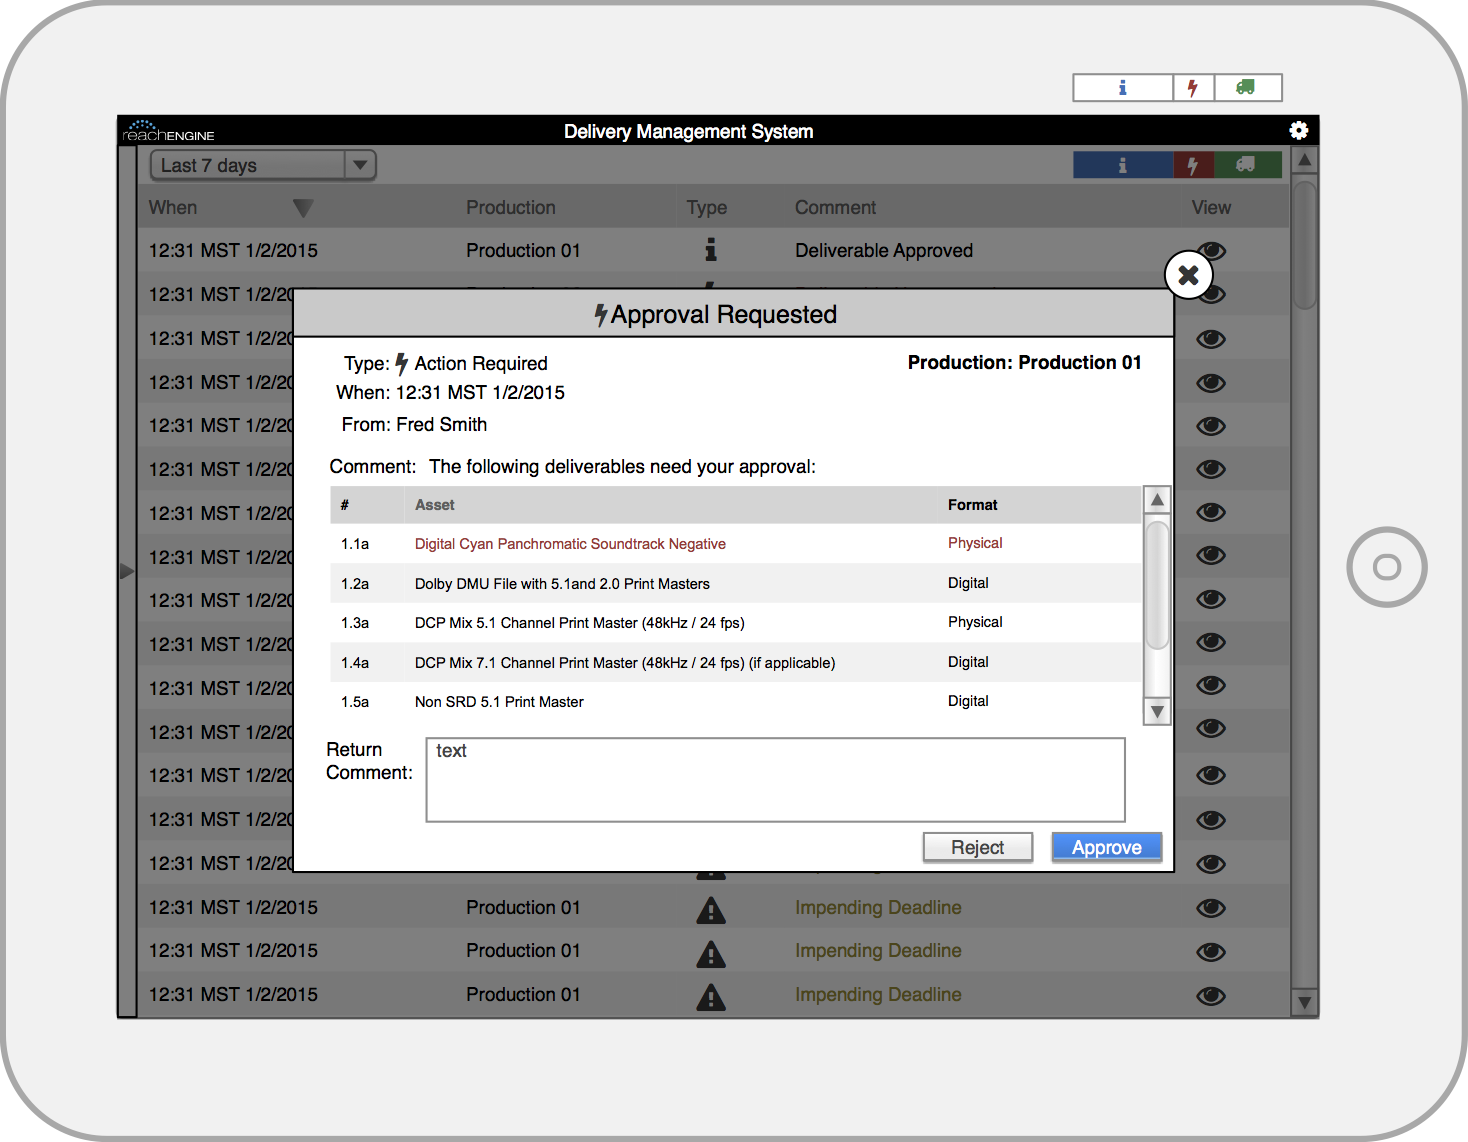 reachENGINE
Delivery Management System
Last 7 days
When Production Type Comment View
12:31 MST 1/2/2015 Production 01 Deliverable Approved
12:31 MST 1/2/20
Approval Requested
12:31 MST 1/2/20
Type: Action Required Production: Production 01
12:31 MST 1/2/20
When: 12:31 MST 1/2/2015
12:31 MST 1/2/20
From: Fred Smith
12:31 MST 1/2/20
Comment: The following deliverables need your approval:
12:31 MST 1/2/20
# Asset Format
12:31 MST 1/2/20
1.1a Digital Cyan Panchromatic Soundtrack Negative Physical
12:31 MST 1/2/20
1.2a Dolby DMU File with 5.1and 2.0 Print Masters Digital
12:31 MST 1/2/20
1.3a DCP Mix 5.1 Channel Print Master (48kHz / 24 fps) Physical
12:31 MST 1/2/20
1.4a DCP Mix 7.1 Channel Print Master (48kHz / 24 fps) (if applicable) Digital
12:31 MST 1/2/20
1.5a Non SRD 5.1 Print Master Digital
12:31 MST 1/2/20
Return
Comment:
text
12:31 MST 1/2/20
12:31 MST 1/2/20
Reject Approve
12:31 MST 1/2/20
12:31 MST 1/2/2015 Production 01 Impending Deadline
12:31 MST 1/2/2015 Production 01 Impending Deadline
12:31 MST 1/2/2015 Production 01 Impending Deadline